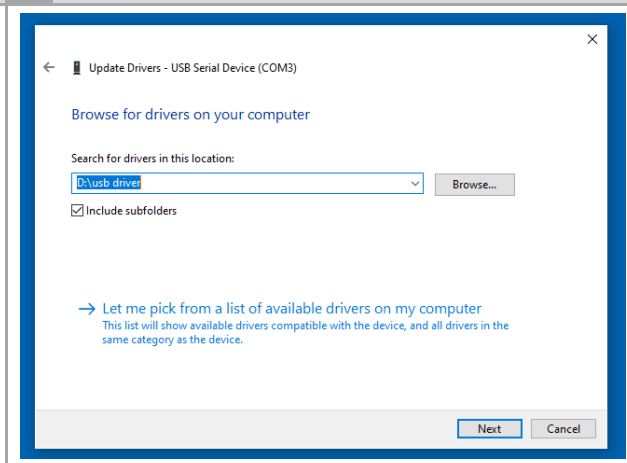 Update Drivers - USB Serial Device (COM3)
Browse for drivers on your computer
Search for drivers in this location:
D:\usb driver
Browse...
Include subfolders
Let me pick from a list of available drivers on my computer
This list will show available drivers compatible with the device, and all drivers in the
same category as the device.
Next
Cancel